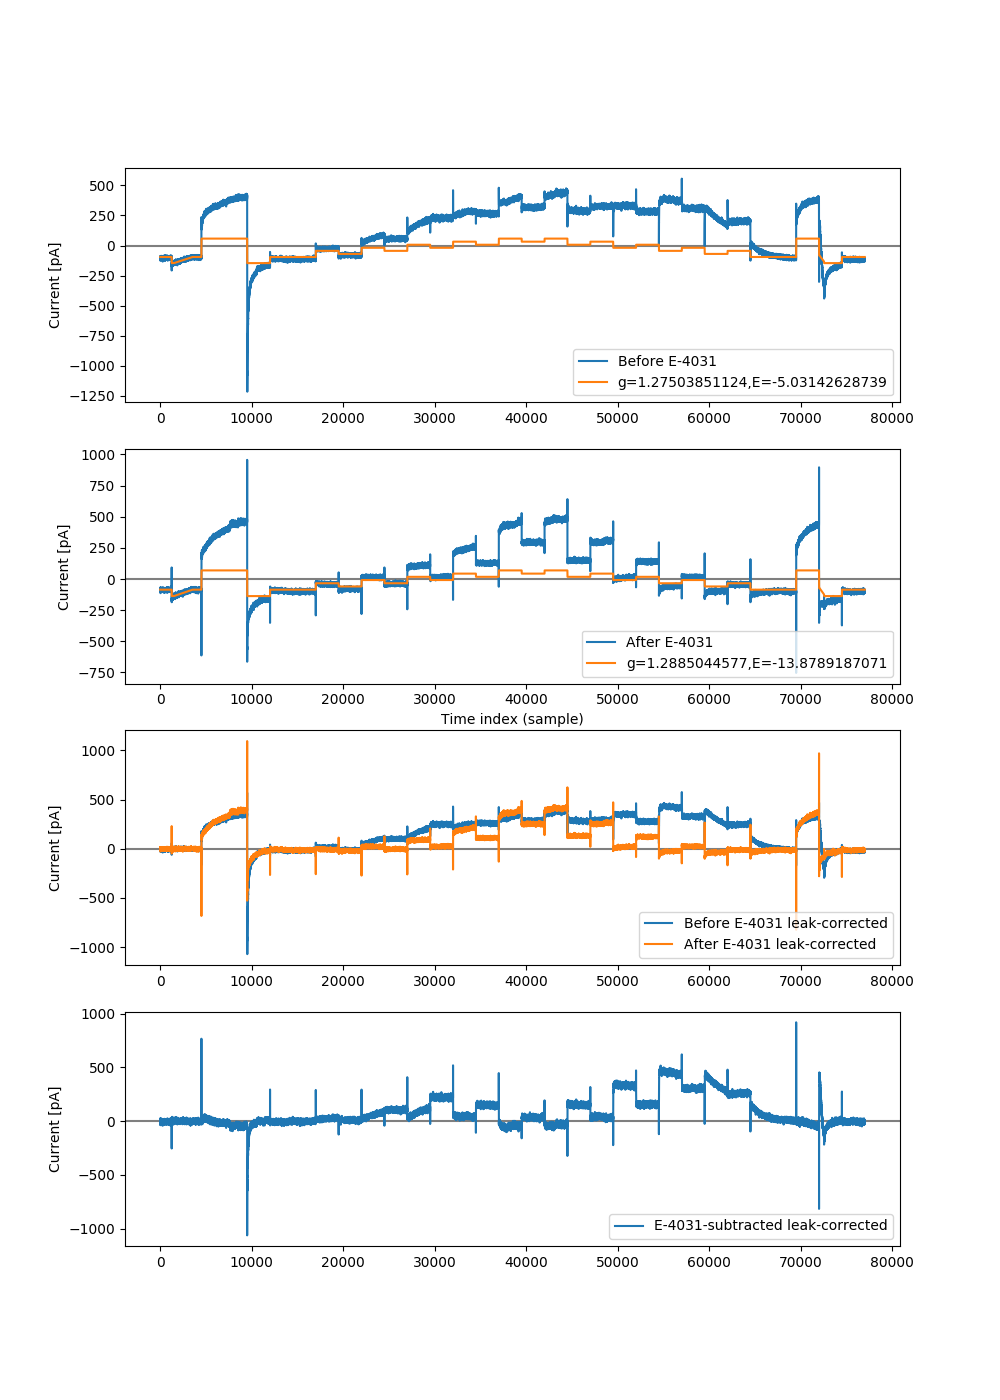 500
250
0
−250
−500
−750
−1000
−1250
Current [pA]
Before E-4031
g=1.27503851124,E=-5.03142628739
0 10000 20000 30000 40000 50000 60000 70000 80000
1000
750
500
250
0
−250
−500
−750
Current [pA]
After E-4031
g=1.2885044577,E=-13.8789187071
0 10000 20000 30000 40000 50000 60000 70000 80000
Time index (sample)
1000
500
0
−500
−1000
Current [pA]
Before E-4031 leak-corrected
After E-4031 leak-corrected
0 10000 20000 30000 40000 50000 60000 70000 80000
1000
500
0
−500
−1000
Current [pA]
E-4031-subtracted leak-corrected
0 10000 20000 30000 40000 50000 60000 70000 80000